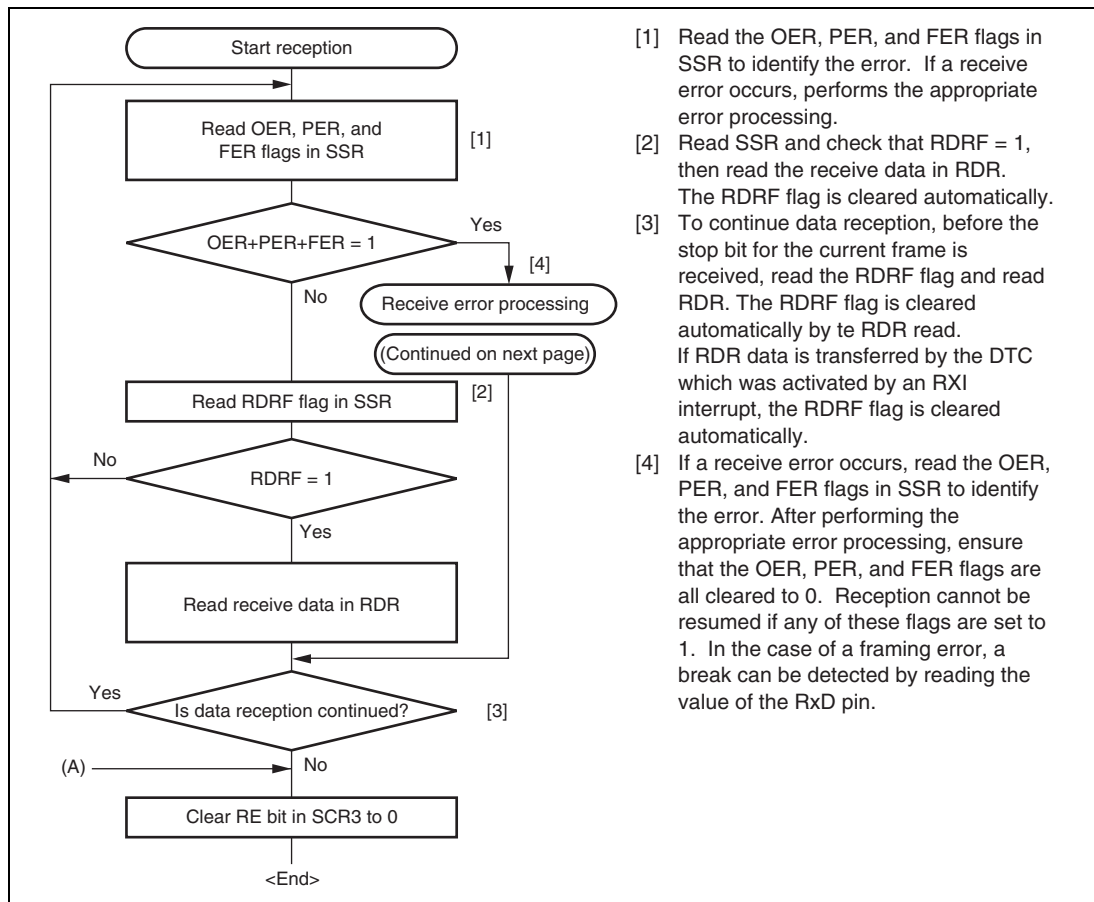 Start reception
Read OER, PER, and
FER flags in SSR
[1]
OER+PER+FER = 1
Yes
[4]
No
Receive error processing
(Continued on next page)
Read RDRF flag in SSR
[2]
No
RDRF = 1
Yes
Read receive data in RDR
Yes
Is data reception continued?
[3]
(A)
No
Clear RE bit in SCR3 to 0
<End>
[1] Read the OER, PER, and FER flags in
SSR to identify the error. If a receive
error occurs, performs the appropriate
error processing.
[2] Read SSR and check that RDRF = 1,
then read the receive data in RDR.
The RDRF flag is cleared automatically.
[3] To continue data reception, before the
stop bit for the current frame is
received, read the RDRF flag and read
RDR. The RDRF flag is cleared
automatically by te RDR read.
If RDR data is transferred by the DTC
which was activated by an RXI
interrupt, the RDRF flag is cleared
automatically.
[4] If a receive error occurs, read the OER,
PER, and FER flags in SSR to identify
the error. After performing the
appropriate error processing, ensure
that the OER, PER, and FER flags are
all cleared to 0. Reception cannot be
resumed if any of these flags are set to
1. In the case of a framing error, a
break can be detected by reading the
value of the RxD pin.